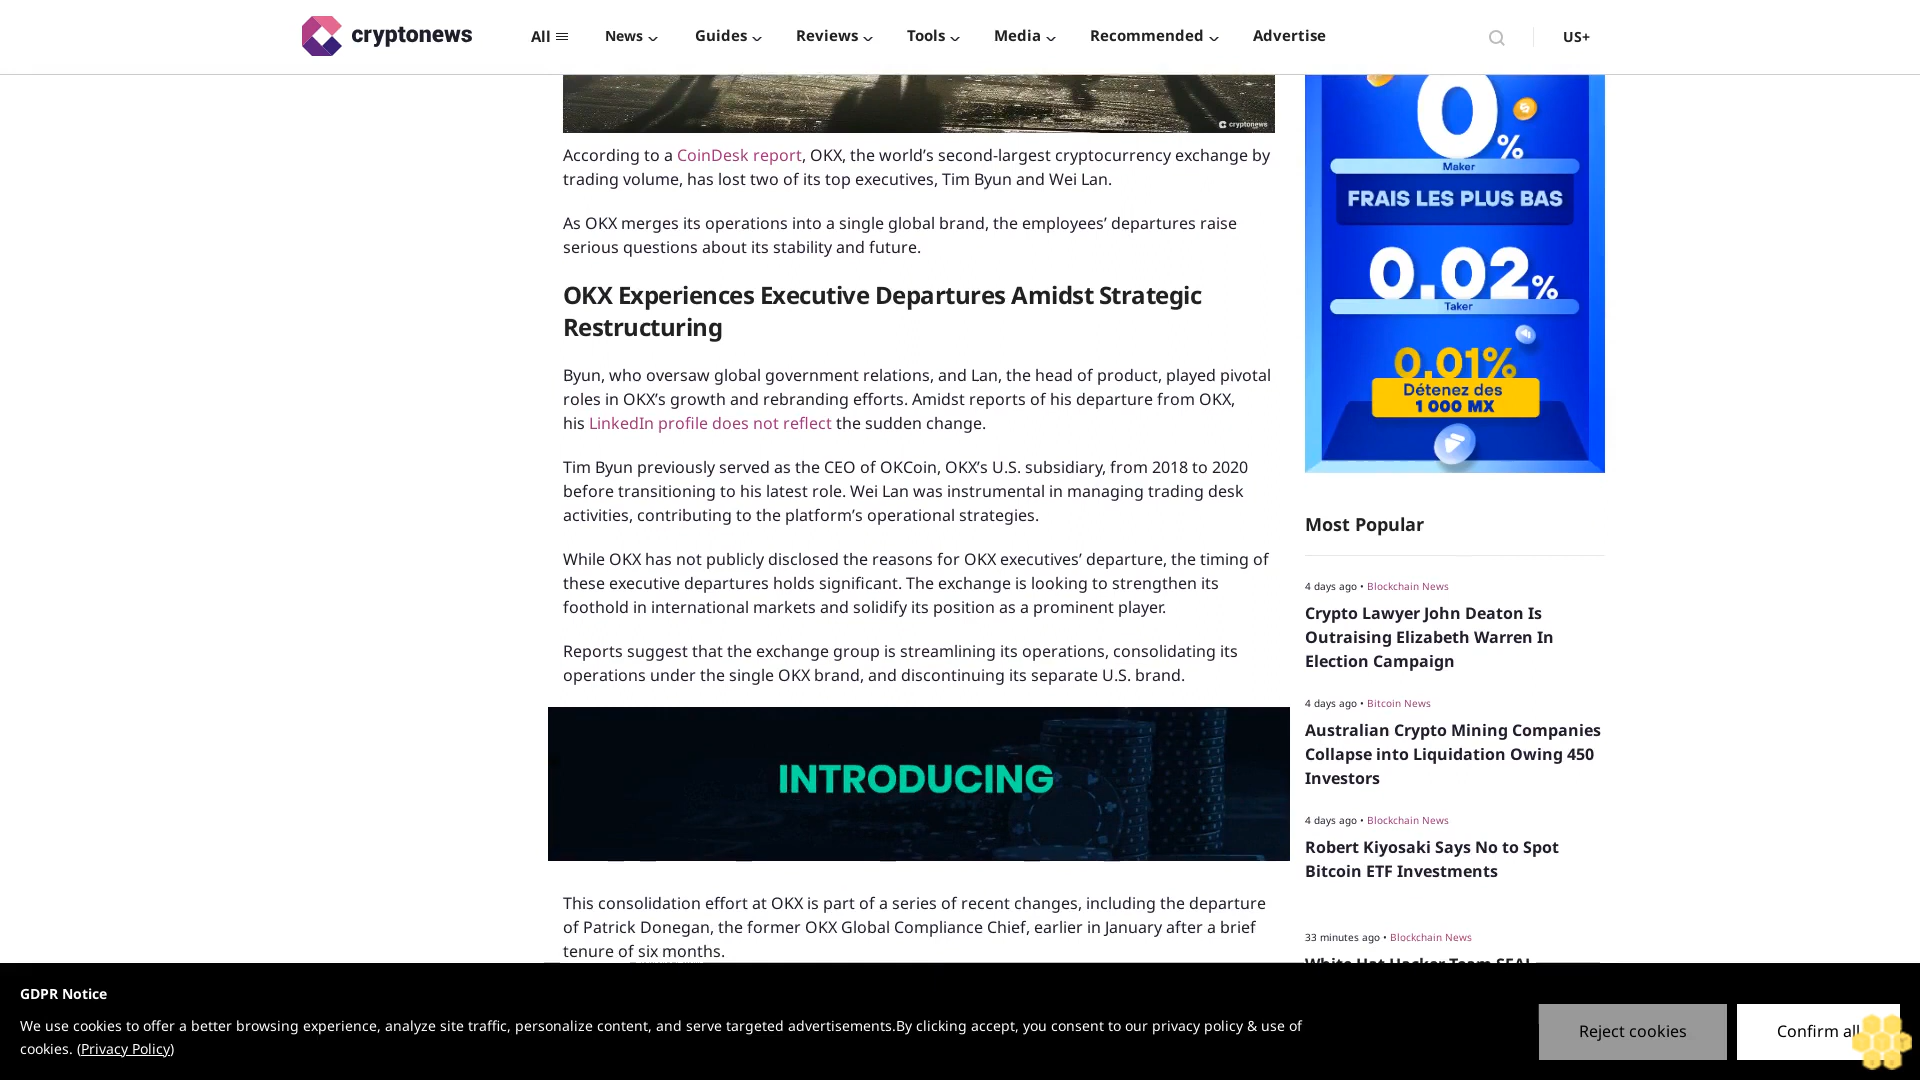 cryptonews
All
News
Guides
Reviews
Tools
Media
Recommended
Advertise
US+
cryptonews
According to a CoinDesk report, OKX, the world’s second-largest cryptocurrency exchange by
trading volume, has lost two of its top executives, Tim Byun and Wei Lan.
As OKX merges its operations into a single global brand, the employees’ departures raise
serious questions about its stability and future.
OKX Experiences Executive Departures Amidst Strategic
Restructuring
Byun, who oversaw global government relations, and Lan, the head of product, played pivotal
roles in OKX’s growth and rebranding efforts. Amidst reports of his departure from OKX,
his LinkedIn profile does not reflect the sudden change.
Tim Byun previously served as the CEO of OKCoin, OKX’s U.S. subsidiary, from 2018 to 2020
before transitioning to his latest role. Wei Lan was instrumental in managing trading desk
activities, contributing to the platform’s operational strategies.
While OKX has not publicly disclosed the reasons for OKX executives’ departure, the timing of
these executive departures holds significant. The exchange is looking to strengthen its
foothold in international markets and solidify its position as a prominent player.
Reports suggest that the exchange group is streamlining its operations, consolidating its
operations under the single OKX brand, and discontinuing its separate U.S. brand.
INTRODUCING
This consolidation effort at OKX is part of a series of recent changes, including the departure
of Patrick Donegan, the former OKX Global Compliance Chief, earlier in January after a brief
tenure of six months.
0%
Maker
FRAIS LES PLUS BAS
0.02%
Taker
0.01%
Détenez des
1 000 MX
Most Popular
4 days ago • Blockchain News
Crypto Lawyer John Deaton Is
Outraising Elizabeth Warren In
Election Campaign
4 days ago • Bitcoin News
Australian Crypto Mining Companies
Collapse into Liquidation Owing 450
Investors
4 days ago • Blockchain News
Robert Kiyosaki Says No to Spot
Bitcoin ETF Investments
33 minutes ago • Blockchain News
White Hat Hacker Team SEAL
GDPR Notice
We use cookies to offer a better browsing experience, analyze site traffic, personalize content, and serve targeted advertisements.By clicking accept, you consent to our privacy policy & use of
cookies. (Privacy Policy)
Reject cookies
Confirm all